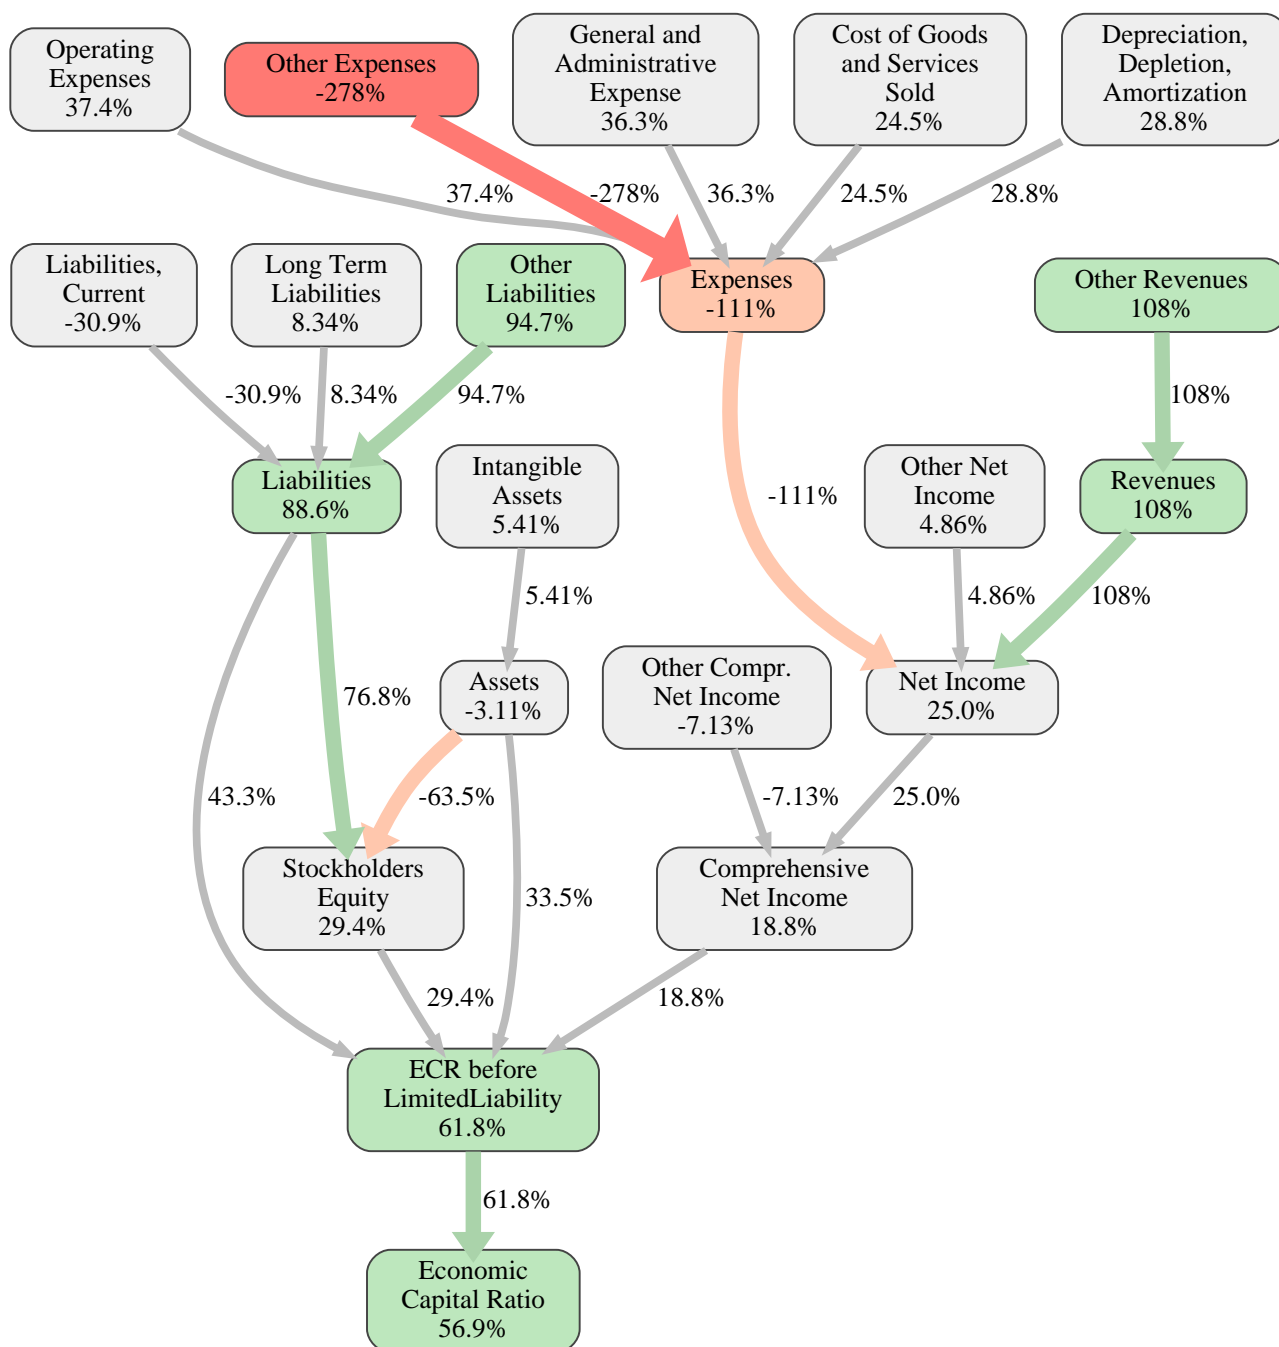 Operating
Expenses
37.4%
Other Expenses
-278%
General and
Administrative
Expense
36.3%
Cost of Goods
and Services
Sold
24.5%
Depreciation,
Depletion,
Amortization
28.8%
37.4%
-278%
36.3%
24.5%
28.8%
Liabilities,
Current
-30.9%
Long Term
Liabilities
8.34%
Other
Liabilities
94.7%
Expenses
-111%
Other Revenues
108%
-30.9%
8.34%
94.7%
108%
Liabilities
88.6%
Intangible
Assets
5.41%
-111%
Other Net
Income
4.86%
Revenues
108%
5.41%
4.86%
108%
76.8%
Assets
-3.11%
Other Compr.
Net Income
-7.13%
Net Income
25.0%
43.3%
-63.5%
-7.13%
25.0%
Stockholders
Equity
29.4%
33.5%
Comprehensive
Net Income
18.8%
29.4%
18.8%
ECR before
LimitedLiability
61.8%
61.8%
Economic
Capital Ratio
56.9%